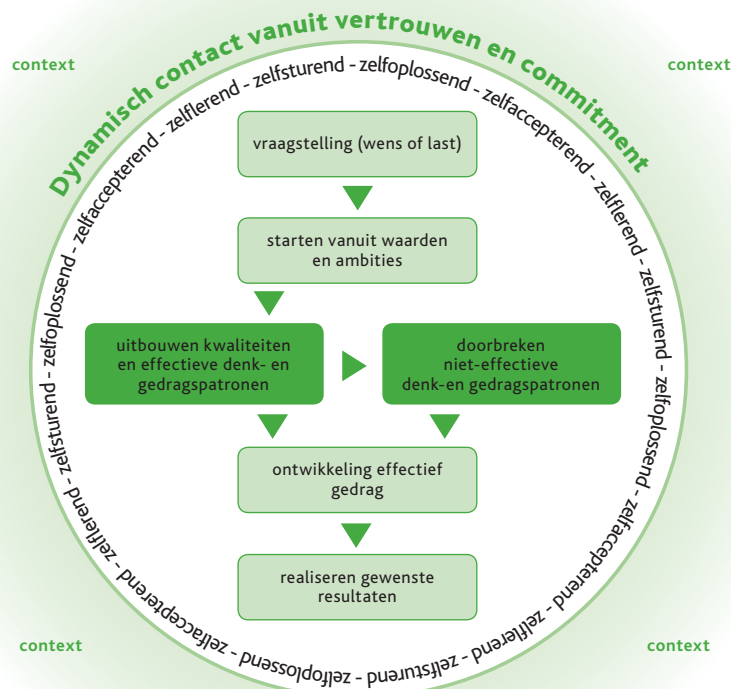 Dynamisch contact vanuit vertrouwen en commitment
context
context
zelfoplossend - zelfaccepterend - zelflerend - zelfsturend - zelfoplossend - zelfaccepterend - zelflerend - zelfsturend - zelfoplossend - zelfaccepterend - zelflerend - zelfsturend - zelfoplossend - zelfaccepterend - zelflerend - zelfsturend -
vraagstelling (wens of last)
starten vanuit waarden
en ambities
uitbouwen kwaliteiten
en effectieve denk- en
gedragspatronen
doorbreken
niet-effectieve
denk-en gedragspatronen
ontwikkeling effectief
gedrag
realiseren gewenste
resultaten
context
context